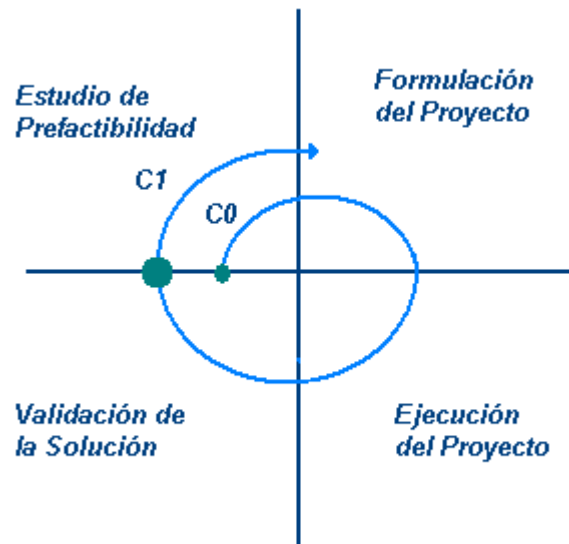 Estudio de
Prefactibilidad
Formulación
del Proyecto
C1
C0
Validación de
la Solución
Ejecución
del Proyecto